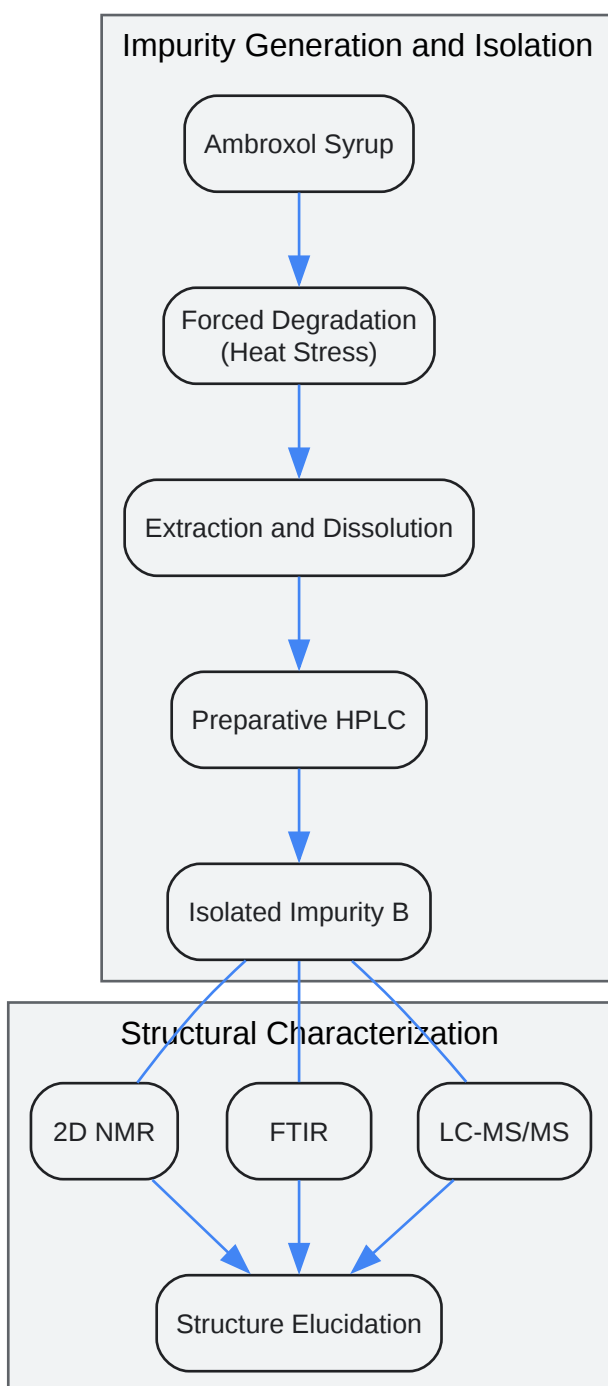 Impurity Generation and Isolation
Ambroxol Syrup
Forced Degradation
(Heat Stress)
Extraction and Dissolution
Preparative HPLC
Isolated Impurity B
Structural Characterization
2D NMR
FTIR
LC-MS/MS
Structure Elucidation